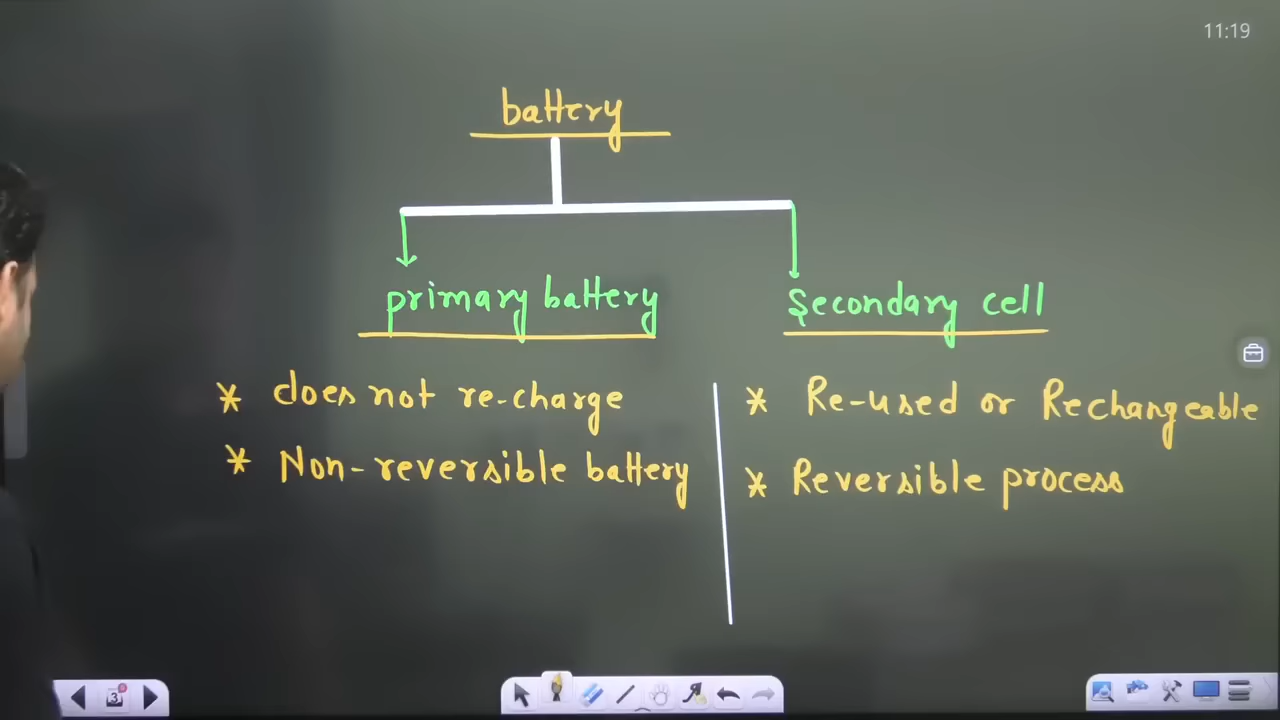 11:19
battery
primary battery
Secondary cell
* does not re-charge
* Non-reversible battery
* Re-used or Rechangeable
* Reversible process
3